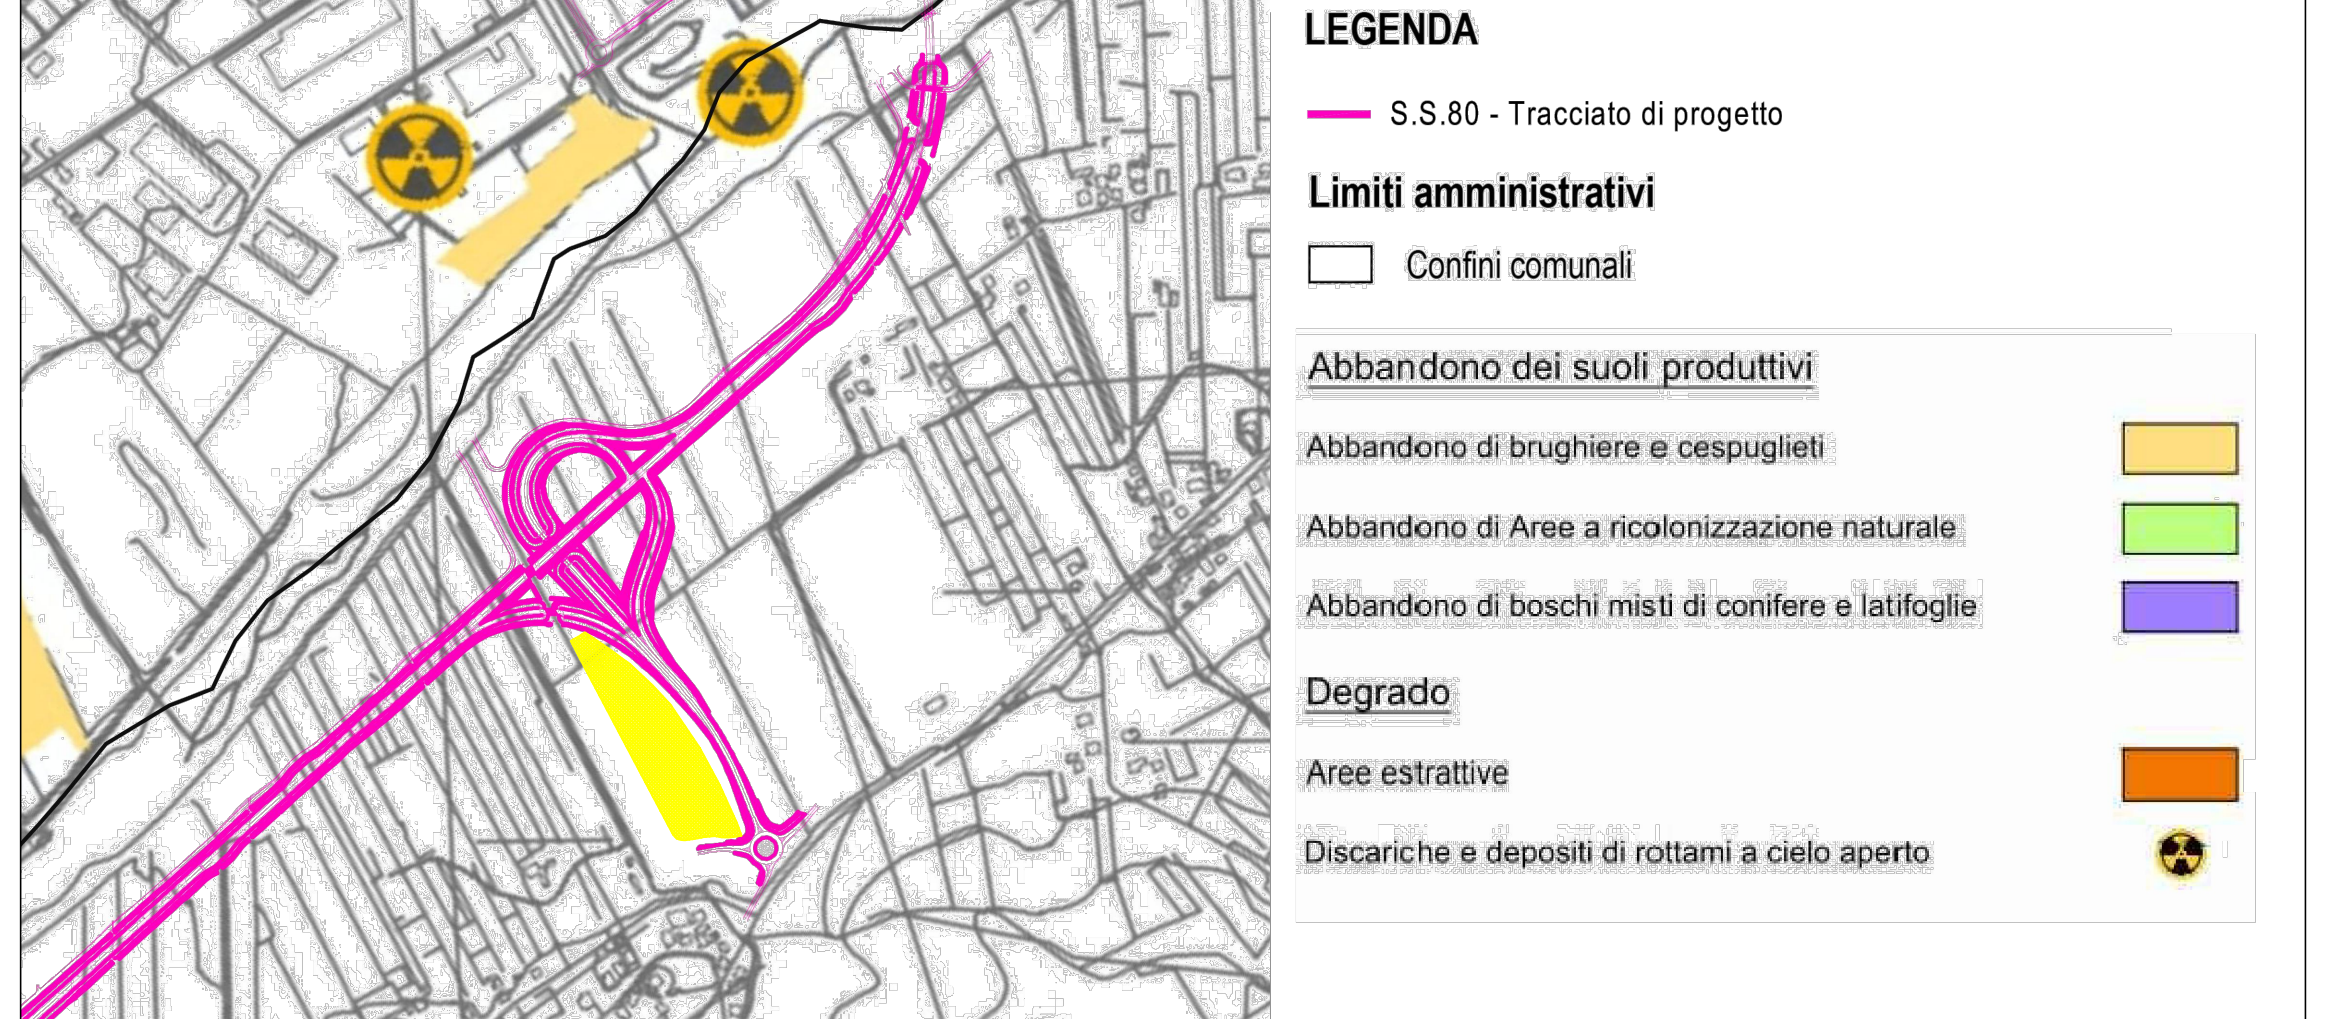 LEGENDA
S.S.80 - Tracciato di progetto
Limiti amministrativi
Confini comunali
Abbandono dei suoli produttivi
Abbandono di brughiere e cespuglieti
Abbandono di Aree a ricolonizzazione naturale
Abbandono di boschi misti di conifere e latifoglie
Degrado
Aree estrattive
Discariche e depositi di rottami a cielo aperto